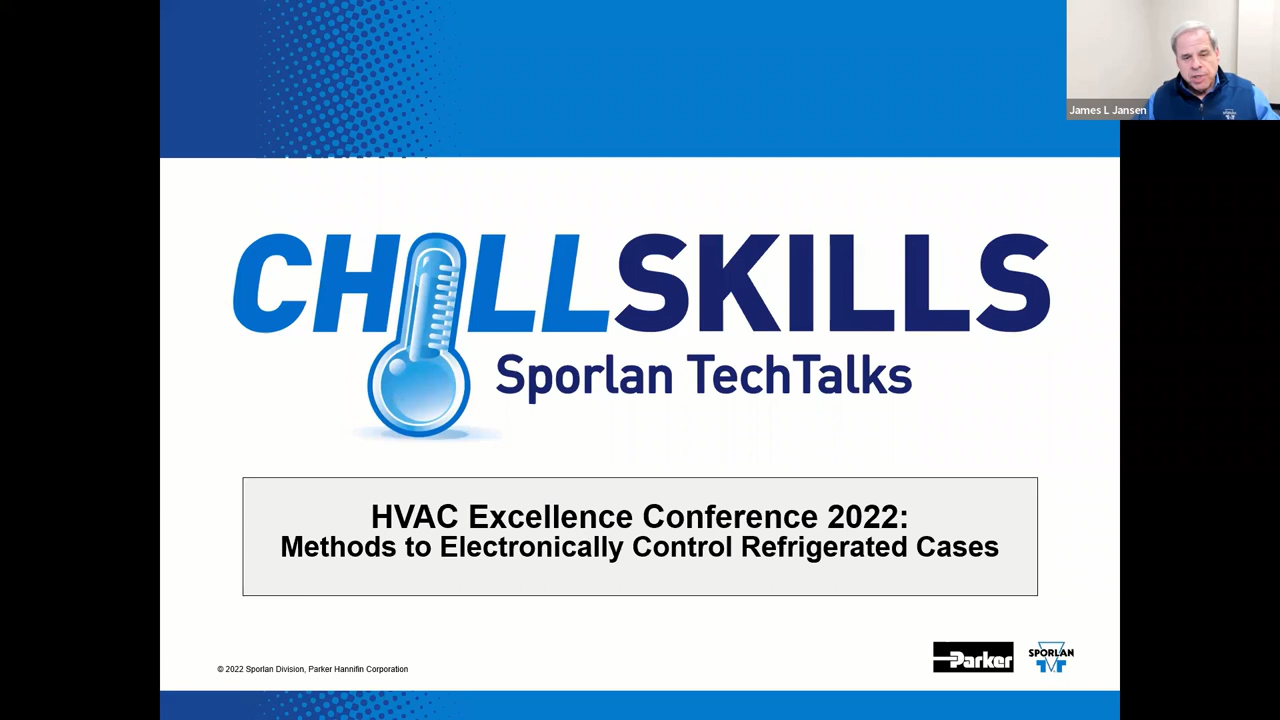 James L Jansen
CHILLSKILLS
Sporlan TechTalks
HVAC Excellence Conference 2022:
Methods to Electronically Control Refrigerated Cases
© 2022 Sporlan Division, Parker Hannifin Corporation
Parker
SPORLAN